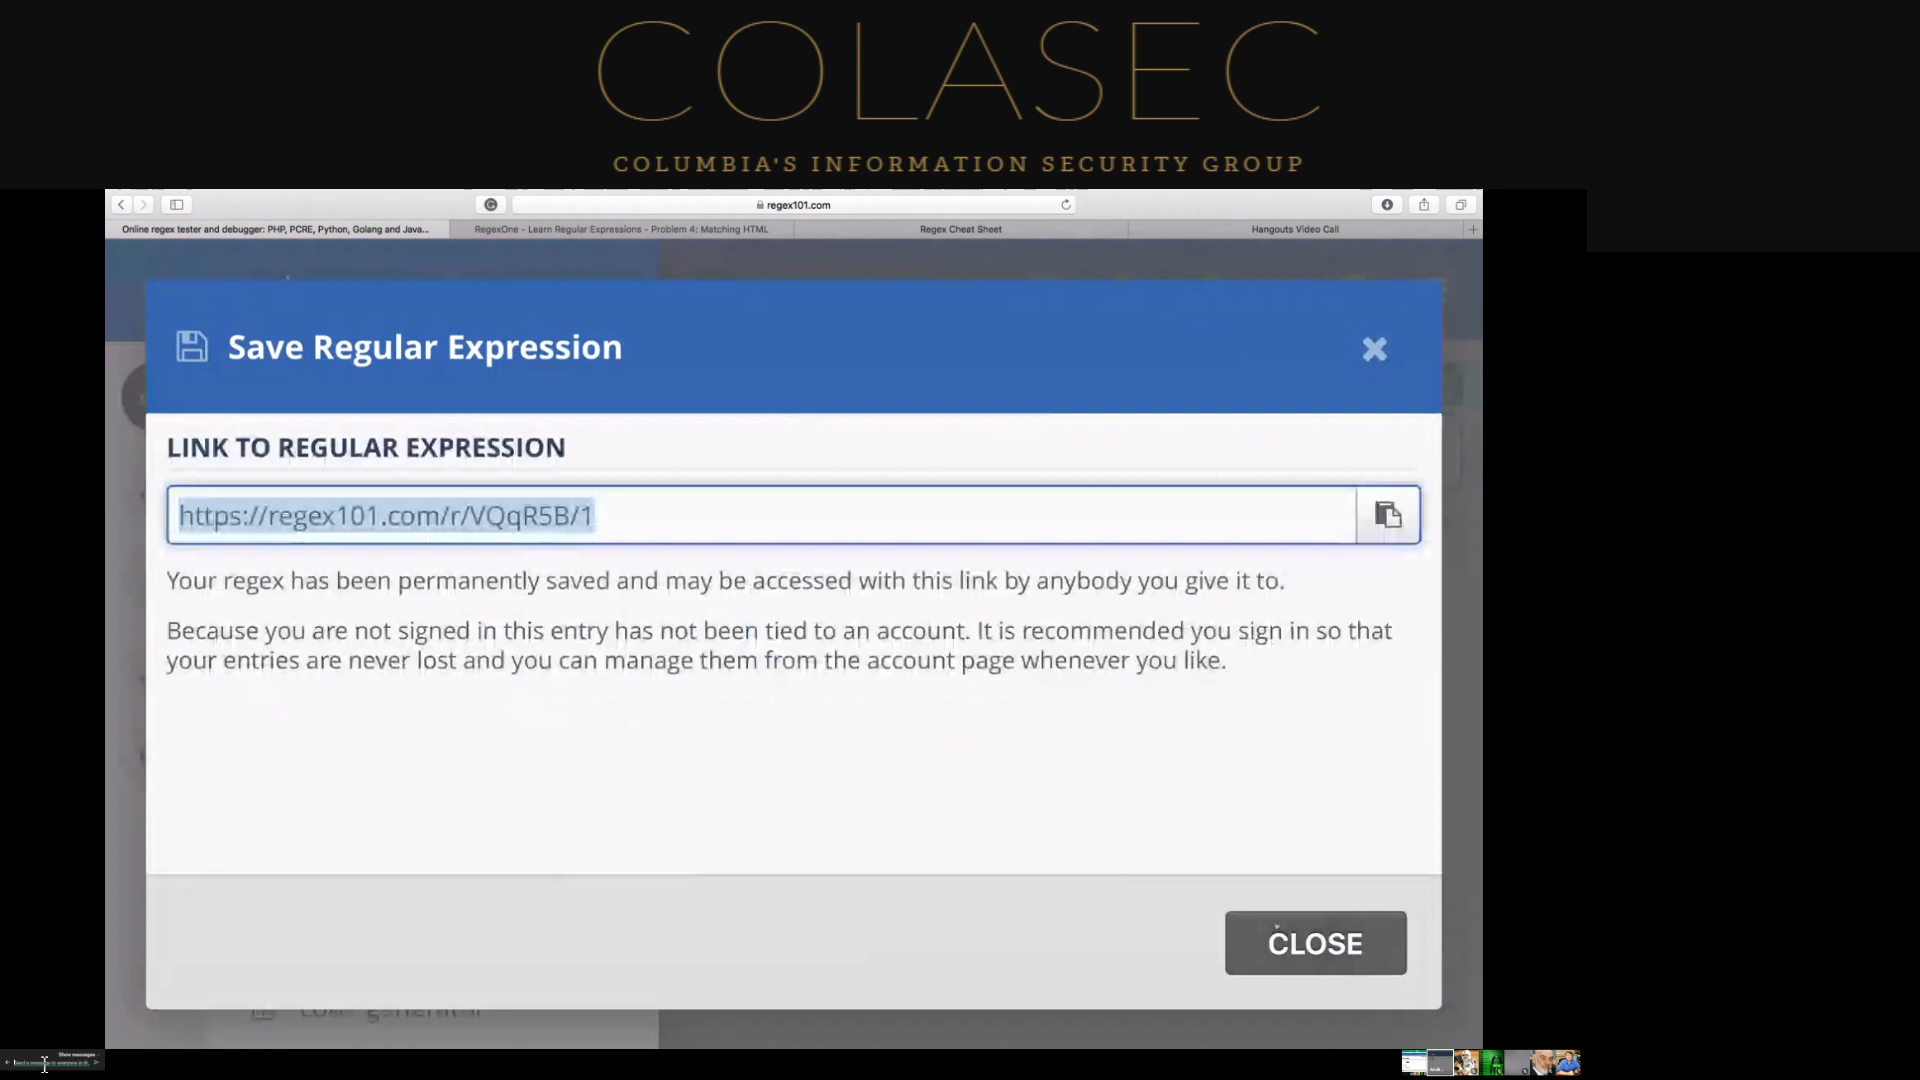 COLASEC
COLUMBIA'S INFORMATION SECURITY GROUP
regex101.com
Online regex tester and debugger: PHP, PCRE, Python, Golang and Java...
RegexOne - Learn Regular Expressions - Problem 4: Matching HTML
Regex Cheat Sheet
Hangouts Video Call
Save Regular Expression
LINK TO REGULAR EXPRESSION
https://regex101.com/r/VQqR5B/1
Your regex has been permanently saved and may be accessed with this link by anybody you give it to.
Because you are not signed in this entry has not been tied to an account. It is recommended you sign in so that
your entries are never lost and you can manage them from the account page whenever you like.
CLOSE
code generator
Show messages